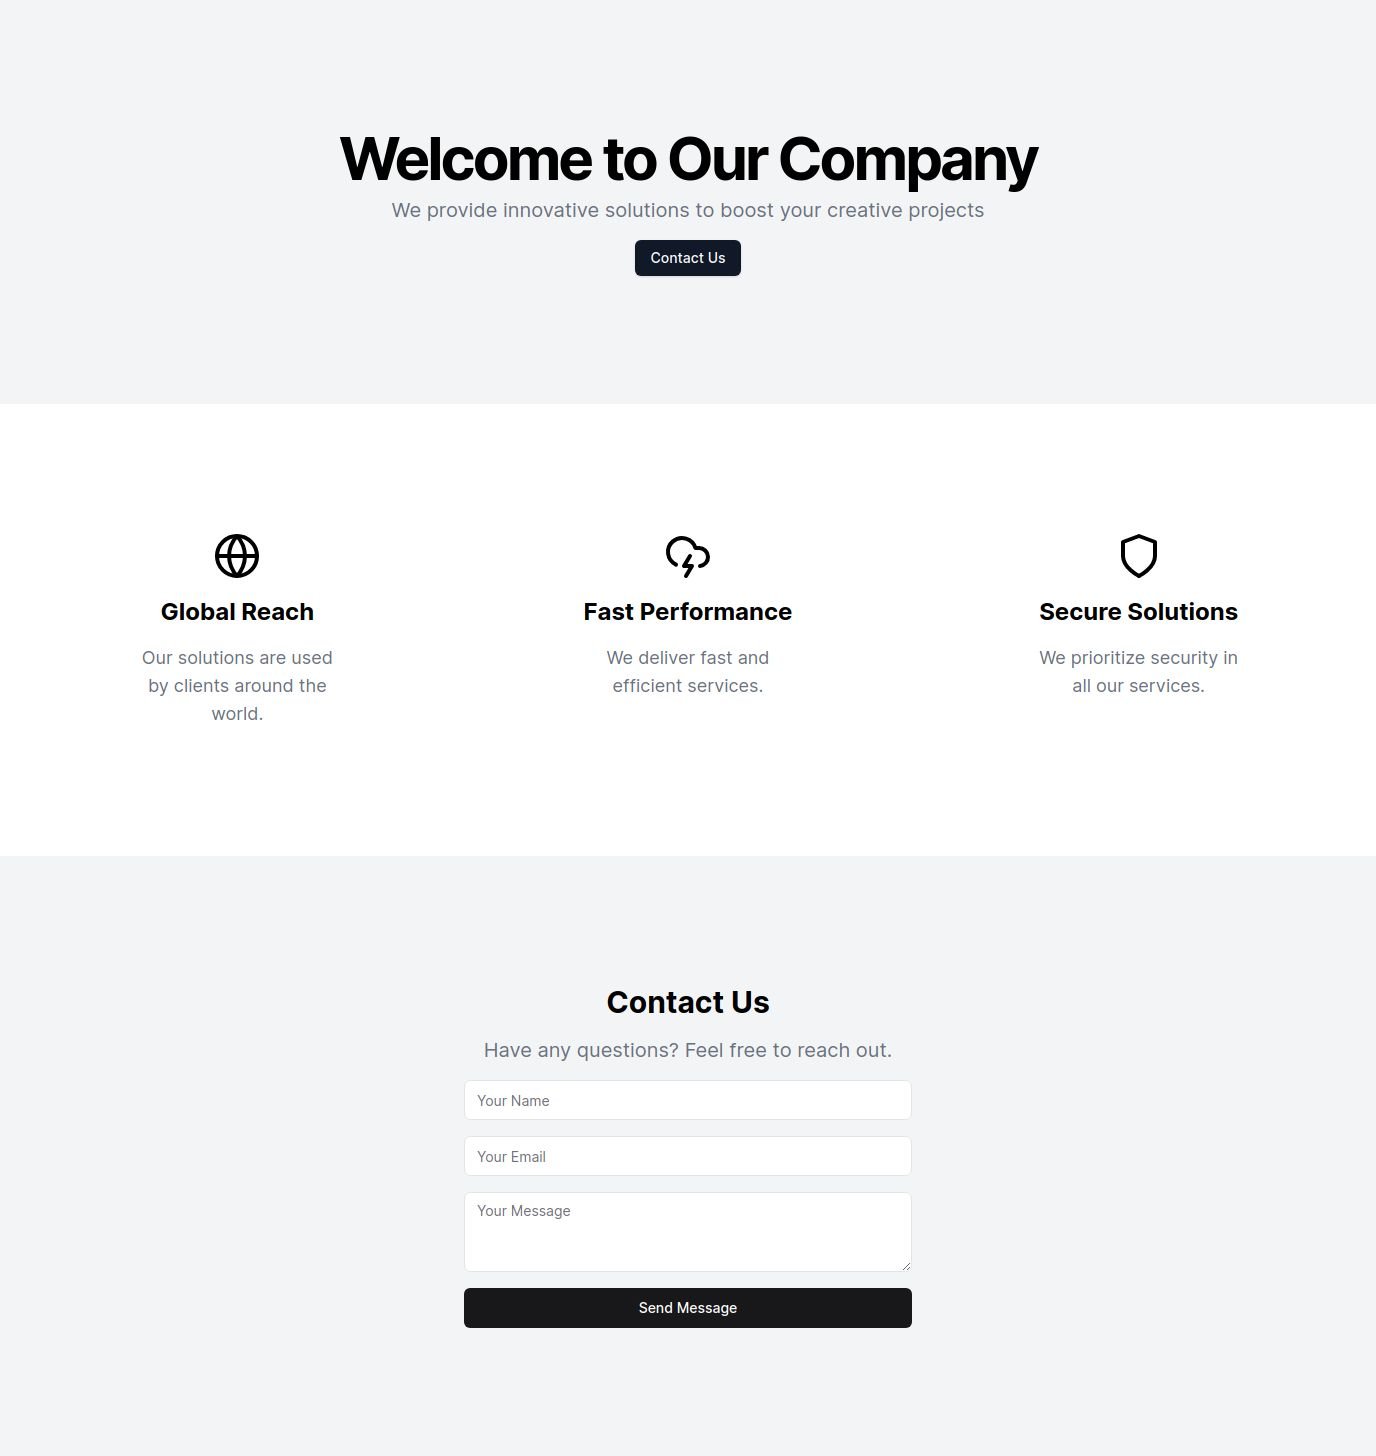 Welcome to Our Company
We provide innovative solutions to boost your creative projects
Contact Us
Global Reach
Our solutions are used
by clients around the
world.
Fast Performance
We deliver fast and
efficient services.
Secure Solutions
We prioritize security in
all our services.
Contact Us
Have any questions? Feel free to reach out.
Your Name
Your Email
Your Message
Send Message